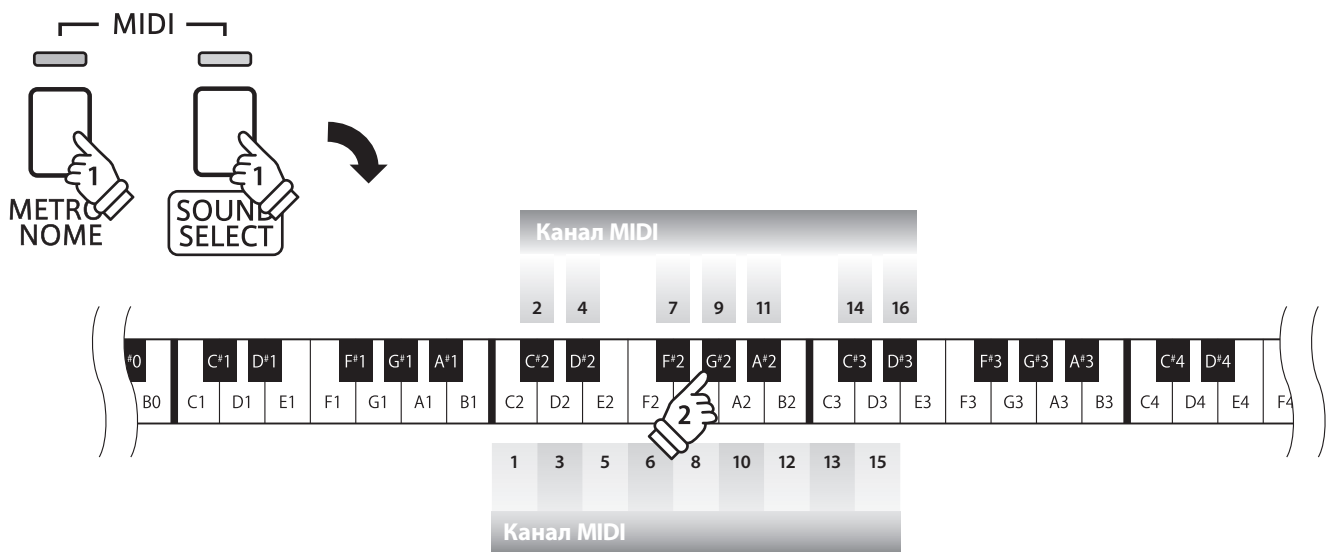 MIDI
1 1
METRO
NOME
SOUND
SELECT
Канал MIDI
2 4 7 9 11 14 16
#0 C#1 D#1 F#1 G#1 A#1 C#2 D#2 F#2 G#2 A#2 C#3 D#3 F#3 G#3 A#3 C#4 D#4
B0 C1 D1 E1 F1 G1 A1 B1 C2 D2 E2 F2 A2 B2 C3 D3 E3 F3 G3 A3 B3 C4 D4 E4 F4
2
1 3 5 6 8 10 12 13 15
Канал MIDI